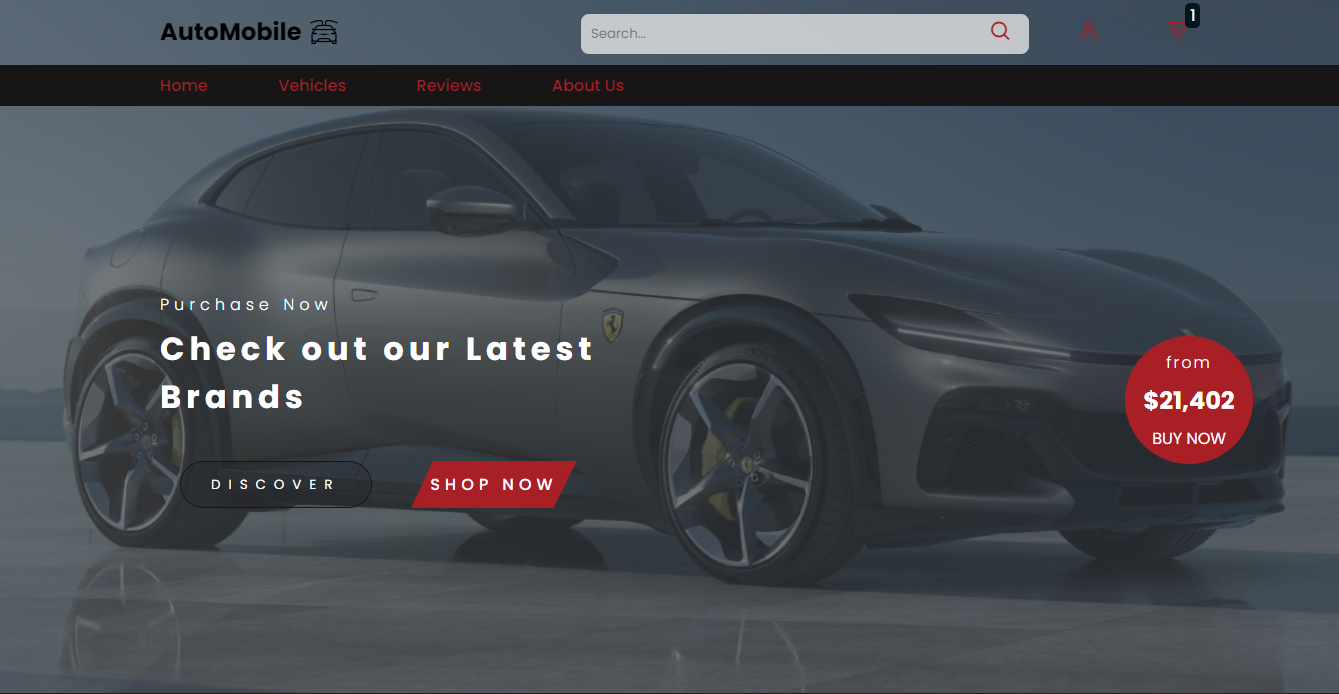 AutoMobile
Search...
1
Home Vehicles Reviews About Us
Purchase Now
Check out our Latest
Brands
DISCOVER
SHOP NOW
from
$21,402
BUY NOW